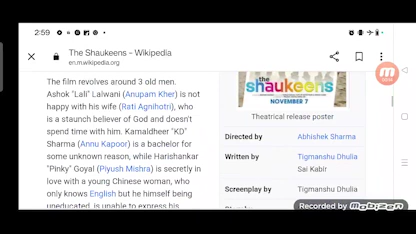 2:59
The Shaukeens - Wikipedia
en.m.wikipedia.org
The film revolves around 3 old men.
Ashok "Lali" Lalwani (Anupam Kher) is not
happy with his wife (Rati Agnihotri), who
is a staunch believer of God and doesn't
spend time with him. Kamaldheer "KD"
Sharma (Annu Kapoor) is a bachelor for
some unknown reason, while Harishankar
"Pinky" Goyal (Piyush Mishra) is secretly in
love with a young Chinese woman, who
only knows English but he himself being
uneducated, is unable to express his
the
shaukeens
NOVEMBER 7
Theatrical release poster
Directed by Abhishek Sharma
Written by Tigmanshu Dhulia
Sai Kabir
Screenplay by Tigmanshu Dhulia
Recorded by Mobizen